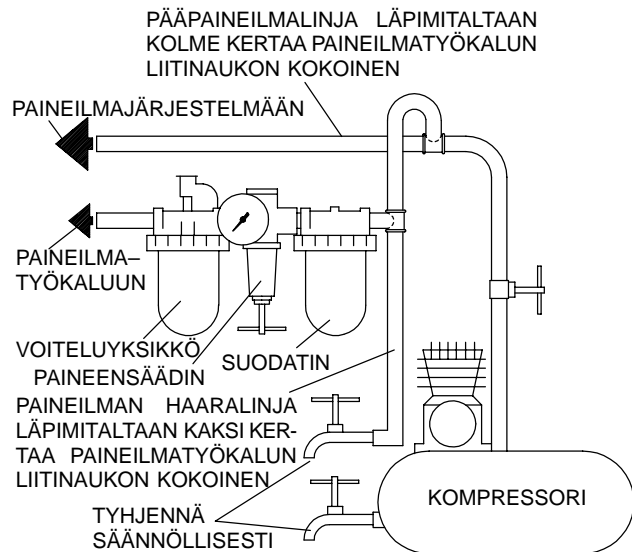 PÄÄPAINEILMALINJA LÄPIMITALTAAN
KOLME KERTAA PAINEILMATYÖKALUN
LIITINAUKON KOKOINEN
PAINEILMAJÄRJESTELMÄÄN
PAINEILMA–
TYÖKALUUN
VOITELUYKSIKKÖ
SUODATIN
PAINEENSÄÄDIN
PAINEILMAN HAARALINJA
LÄPIMITALTAAN KAKSI KER-
TAA PAINEILMATYÖKALUN
LIITINAUKON KOKOINEN
KOMPRESSORI
TYHJENNÄ
SÄÄNNÖLLISESTI